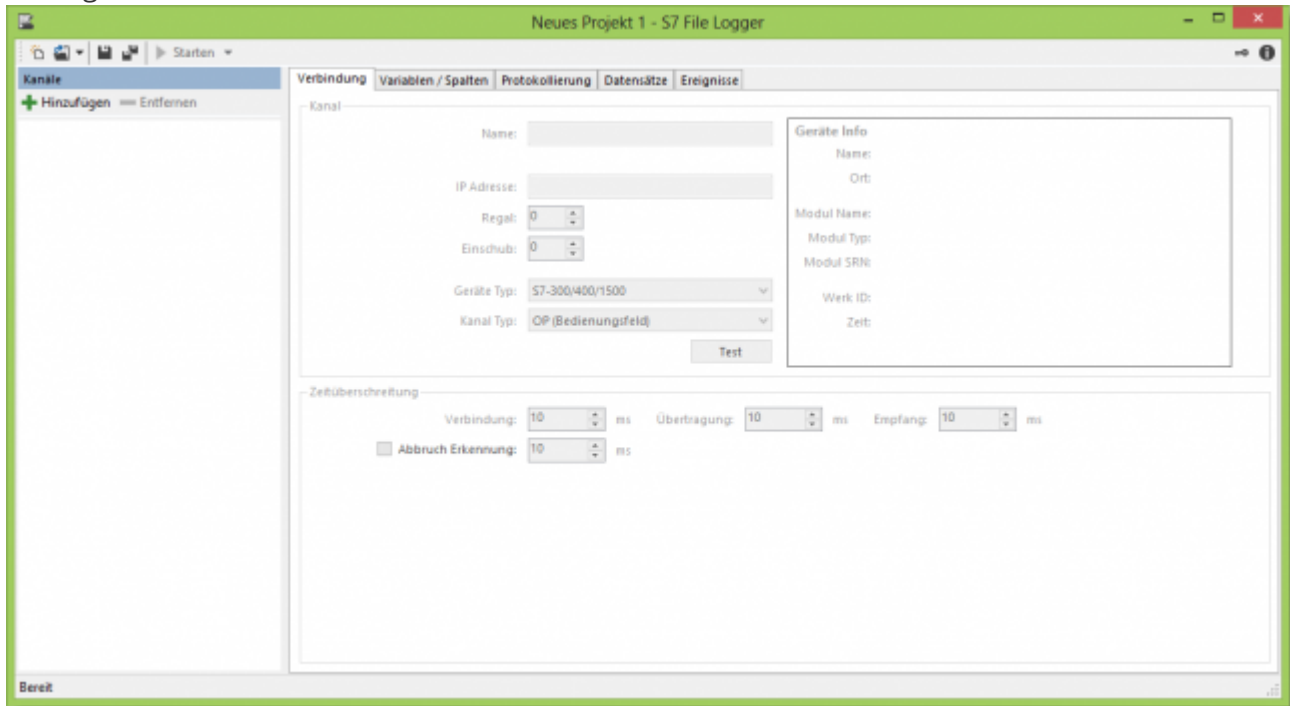 Neues Projekt 1 - S7 File Logger
Starten
Kanäle
Hinzufügen Entfernen
Verbindung Variablen / Spalten Protokollierung Datensätze Ereignisse
Kanal
Name:
IP Adresse:
Regal: 0
Einschub: 0
Geräte Typ: S7-300/400/1500
Kanal Typ: OP (Bedienungsfeld)
Test
Geräte Info
Name:
Ort:
Modul Name:
Modul Typ:
Modul SRN:
Werk ID:
Zeit:
Zeitüberschreitung
Verbindung: 10 ms Übertragung: 10 ms Empfang: 10 ms
Abbruch Erkennung: 10 ms
Bereit